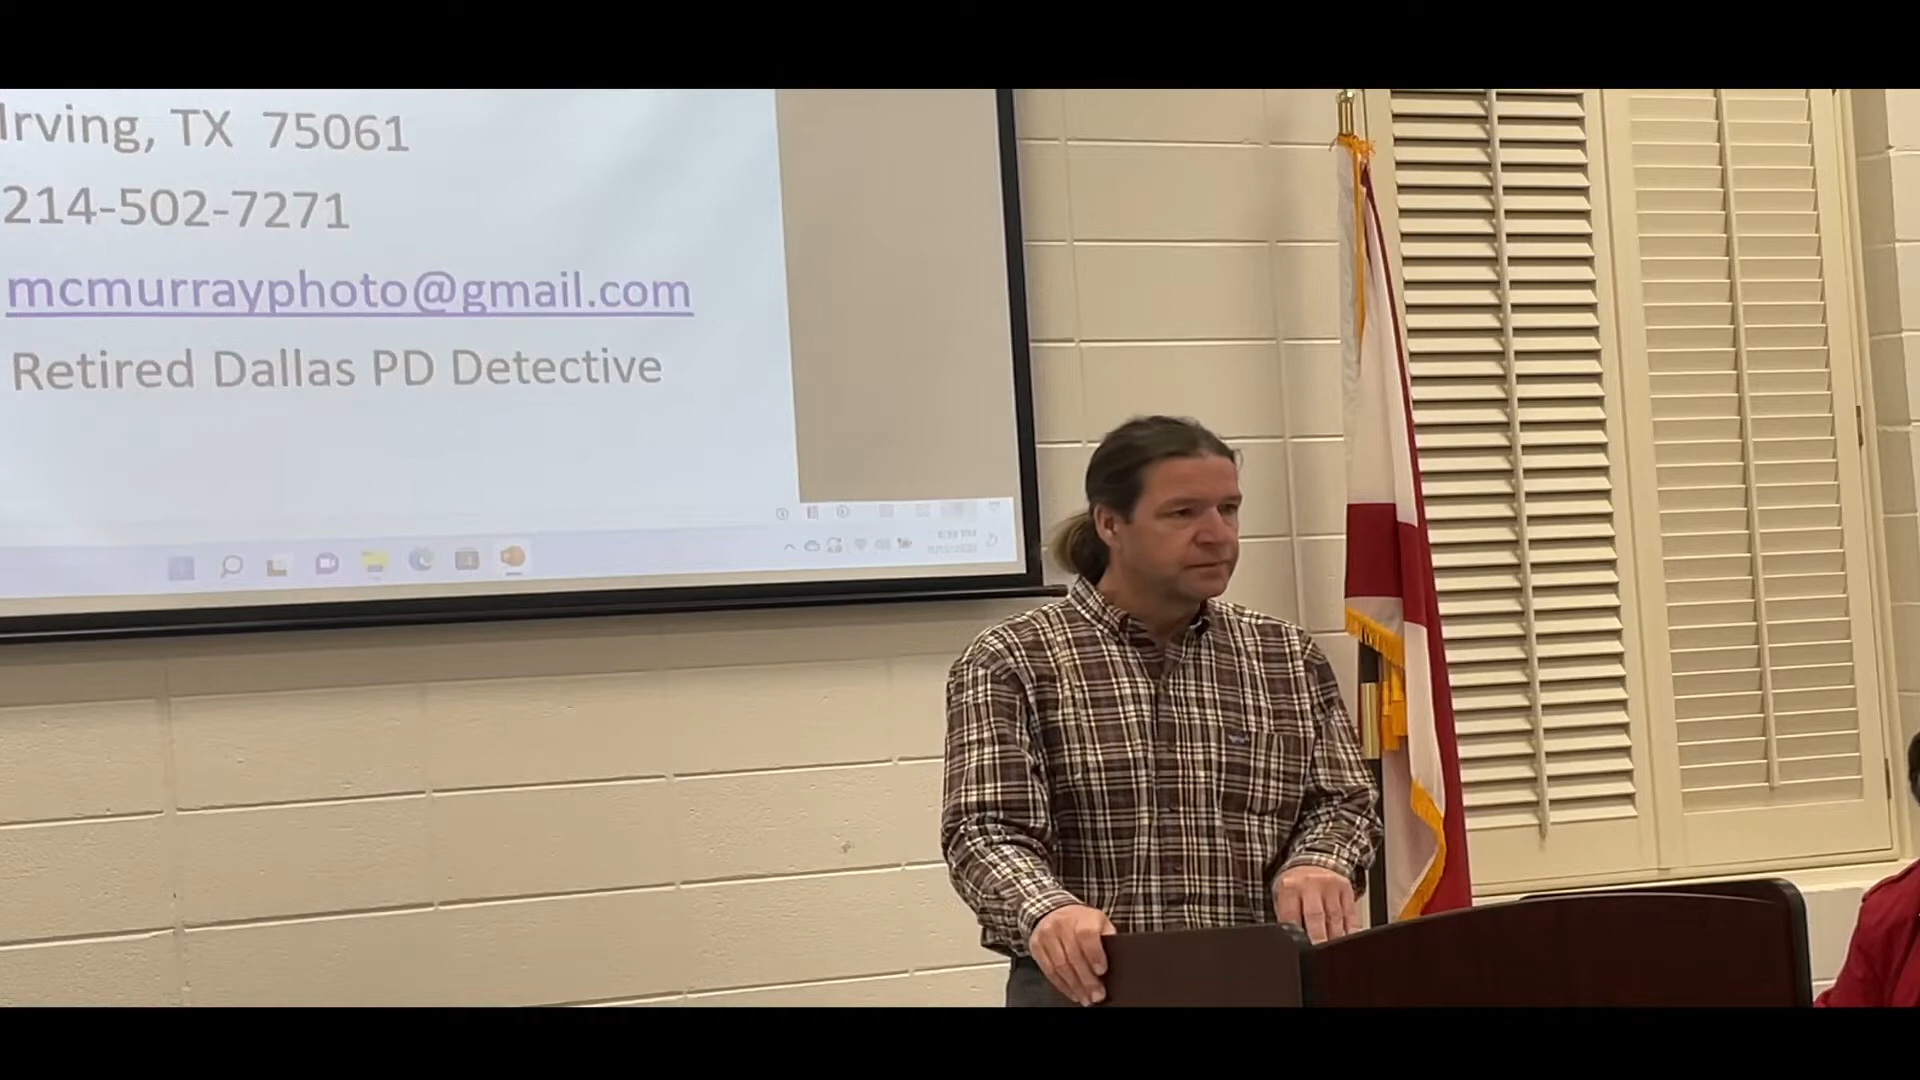 Irving, TX 75061
214-502-7271
mcmurrayphoto@gmail.com
Retired Dallas PD Detective